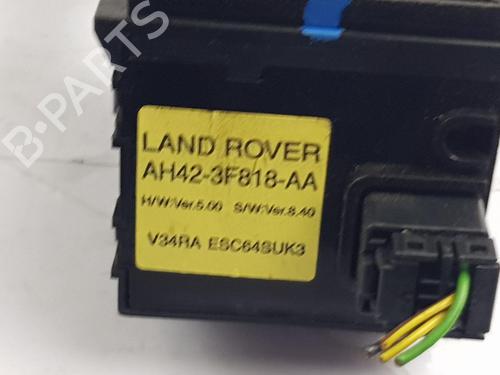 B-PARTS
LAND ROVER
AH42-3F818-AA
H/W:Ver.5.00 S/W:Ver.8.40
V34RA ESC64SUK3